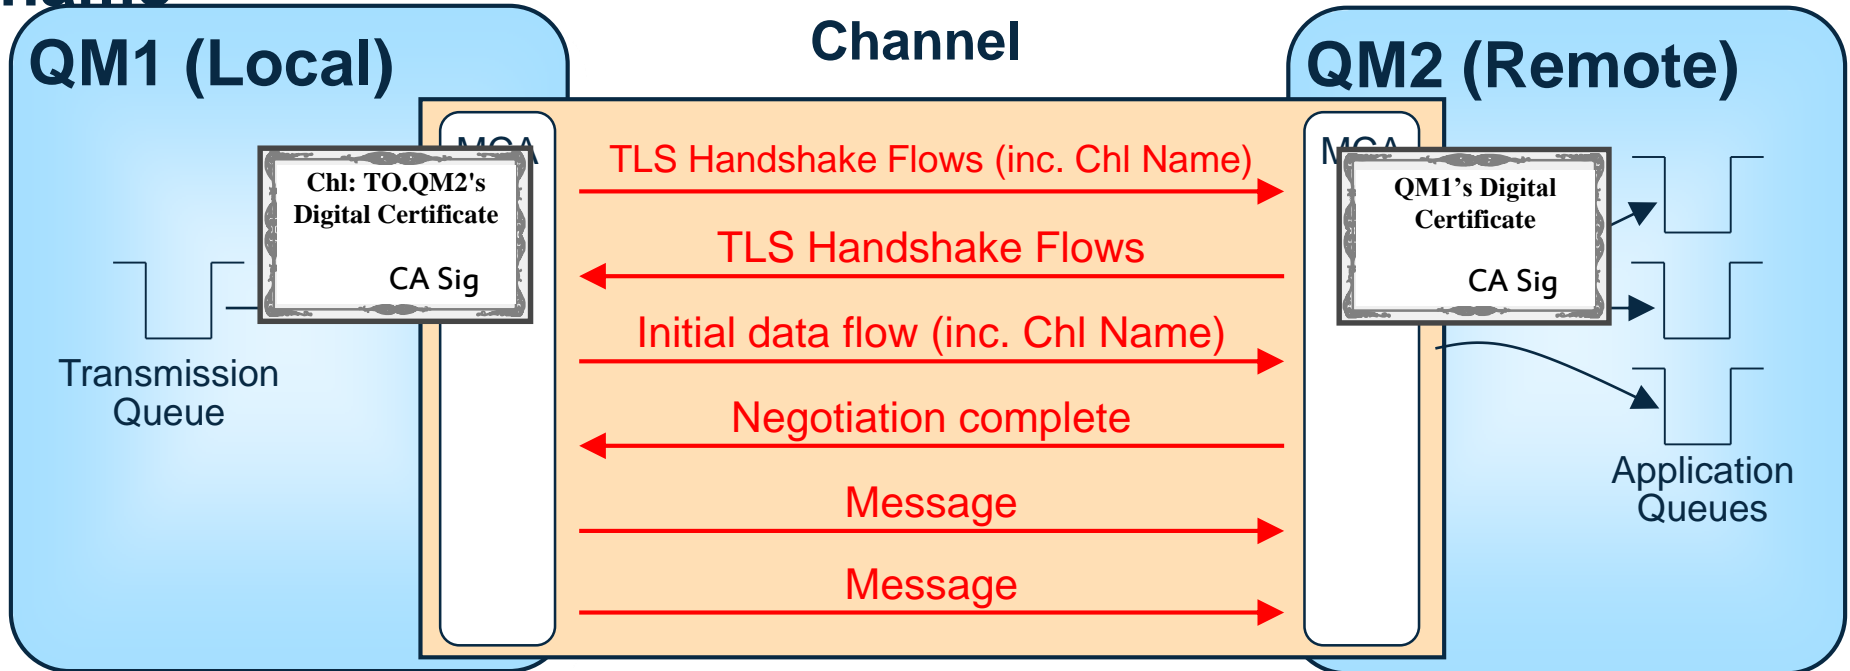 QM1 (Local)
Channel
QM2 (Remote)
MCA
MCA
TLS Handshake Flows (inc. Chl Name)
Chl: TO.QM2's
Digital Certificate
CA Sig
QM1’s Digital
Certificate
CA Sig
TLS Handshake Flows
Initial data flow (inc. Chl Name)
Transmission
Queue
Negotiation complete
Application
Queues
Message
Message